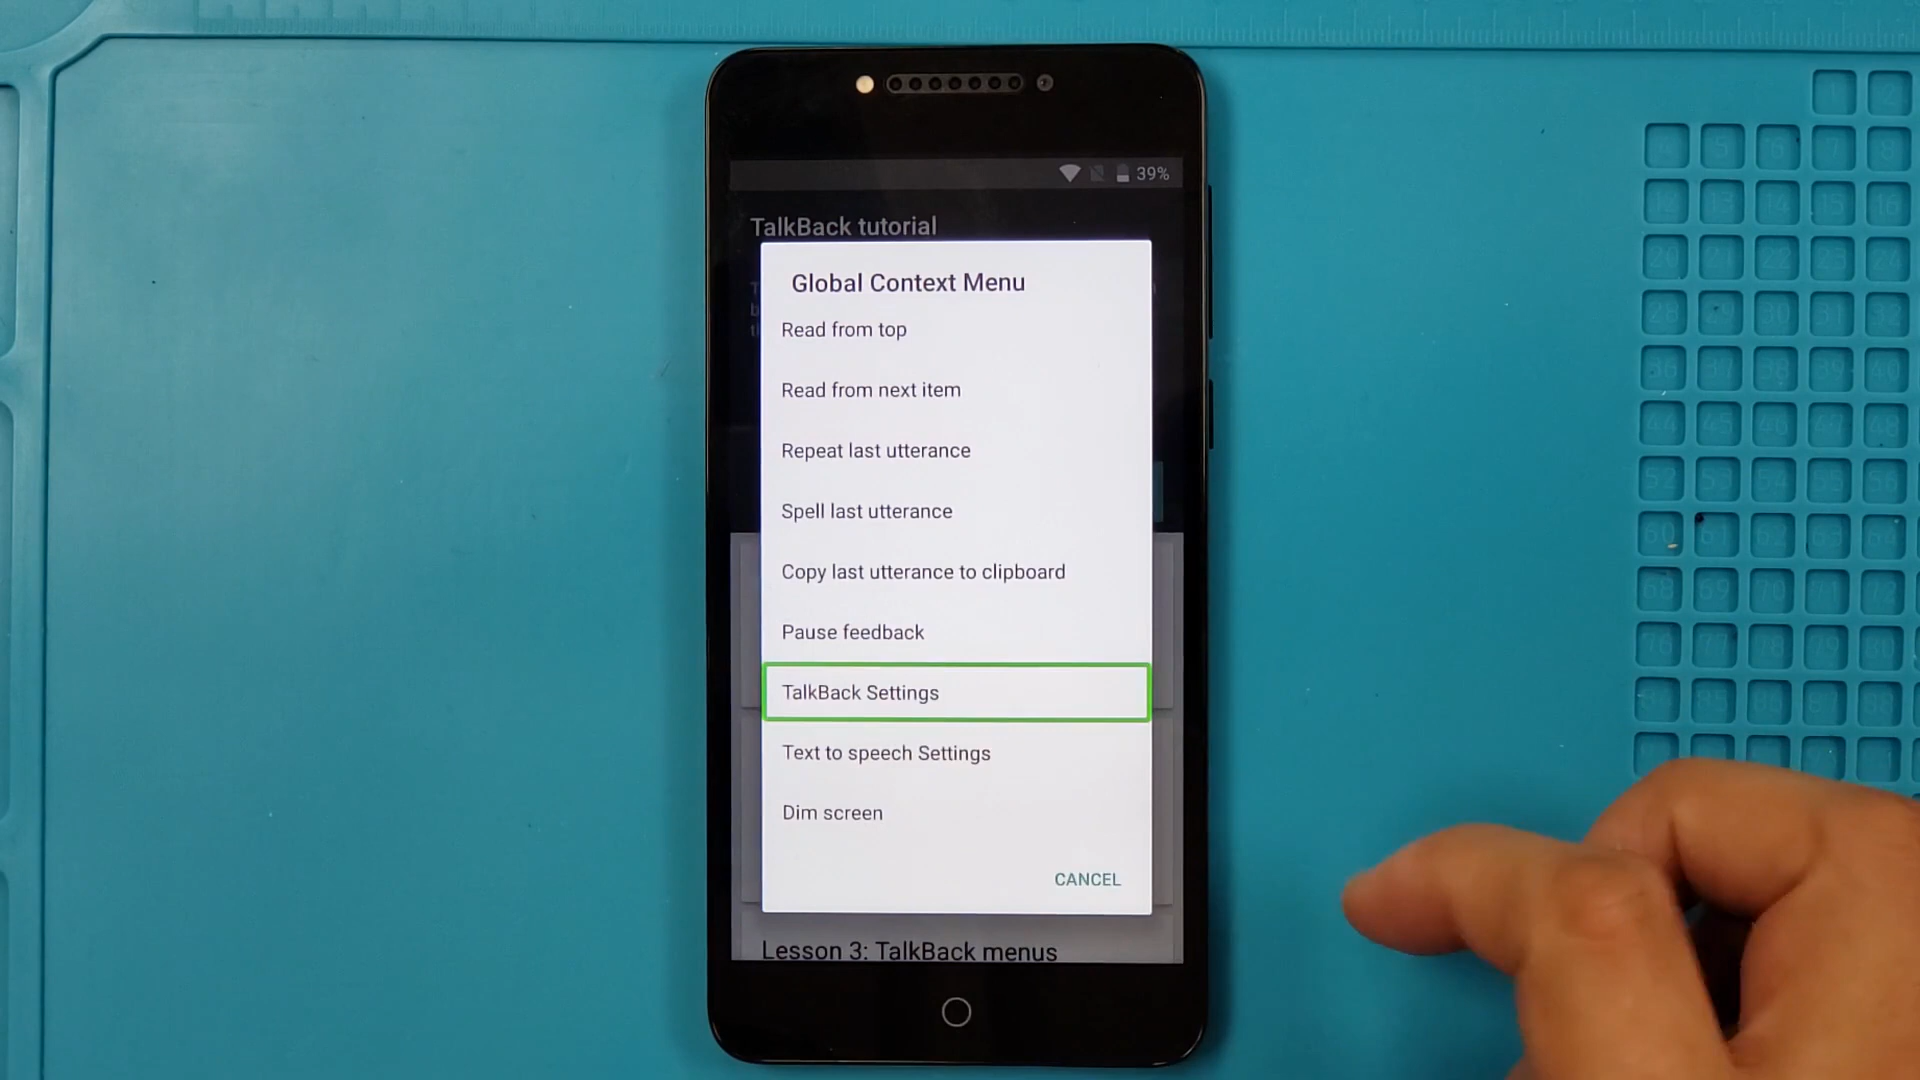 39%
TalkBack tutorial
Global Context Menu
Read from top
Read from next item
Repeat last utterance
Spell last utterance
Copy last utterance to clipboard
Pause feedback
TalkBack Settings
Text to speech Settings
Dim screen
CANCEL
Lesson 3: TalkBack menus